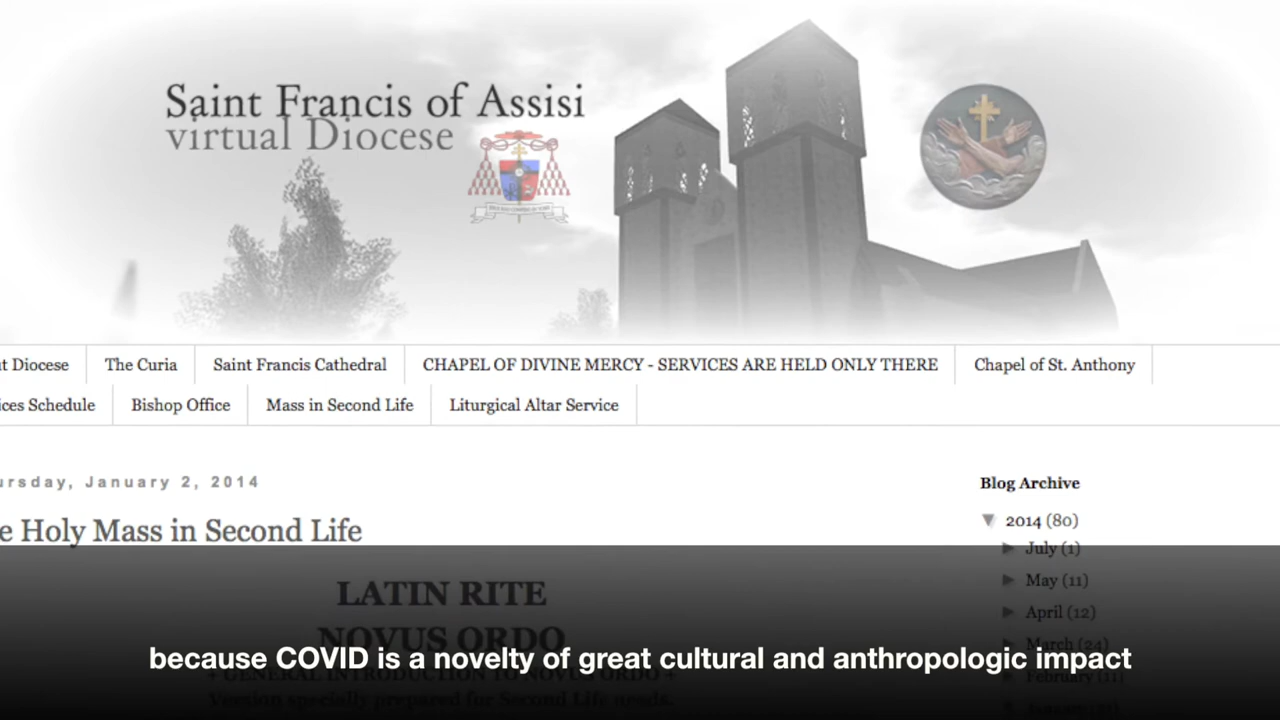 Saint Francis of Assisi
virtual Diocese
t Diocese
The Curia
Saint Francis Cathedral
CHAPEL OF DIVINE MERCY - SERVICES ARE HELD ONLY THERE
Chapel of St. Anthony
ices Schedule
Bishop Office
Mass in Second Life
Liturgical Altar Service
ursday, January 2, 2014
e Holy Mass in Second Life
LATIN RITE
NOVUS ORDO
+ GENERAL INTRODUCTION TO NOVUS ORDO +
Version specially prepared for Second Life needs.
Blog Archive
▼ 2014 (80)
► July (1)
► May (11)
► April (12)
► March (24)
► February (11)
because COVID is a novelty of great cultural and anthropologic impact